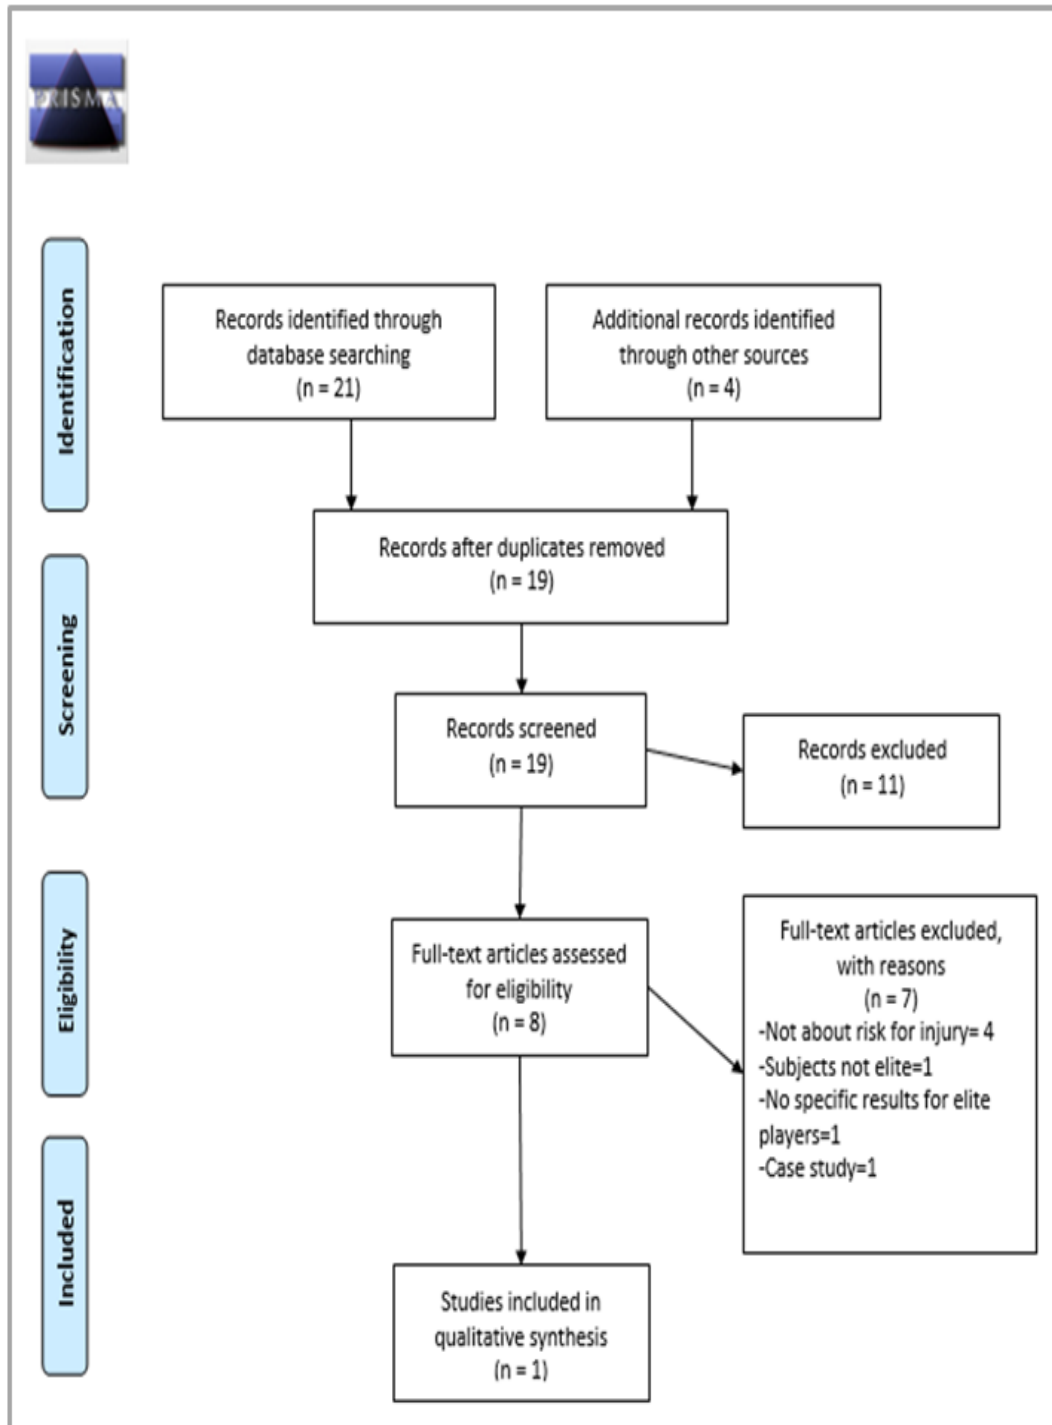 PRISMA
Identification
Records identified through
database searching
(n = 21)
Additional records identified
through other sources
(n = 4)
Records after duplicates removed
(n = 19)
Screening
Records screened
(n = 19)
Records excluded
(n = 11)
Eligibility
Full-text articles assessed
for eligibility
(n = 8)
Full-text articles excluded,
with reasons
(n = 7)
-Not about risk for injury= 4
-Subjects not elite=1
-No specific results for elite
players=1
-Case study=1
Included
Studies included in
qualitative synthesis
(n = 1)